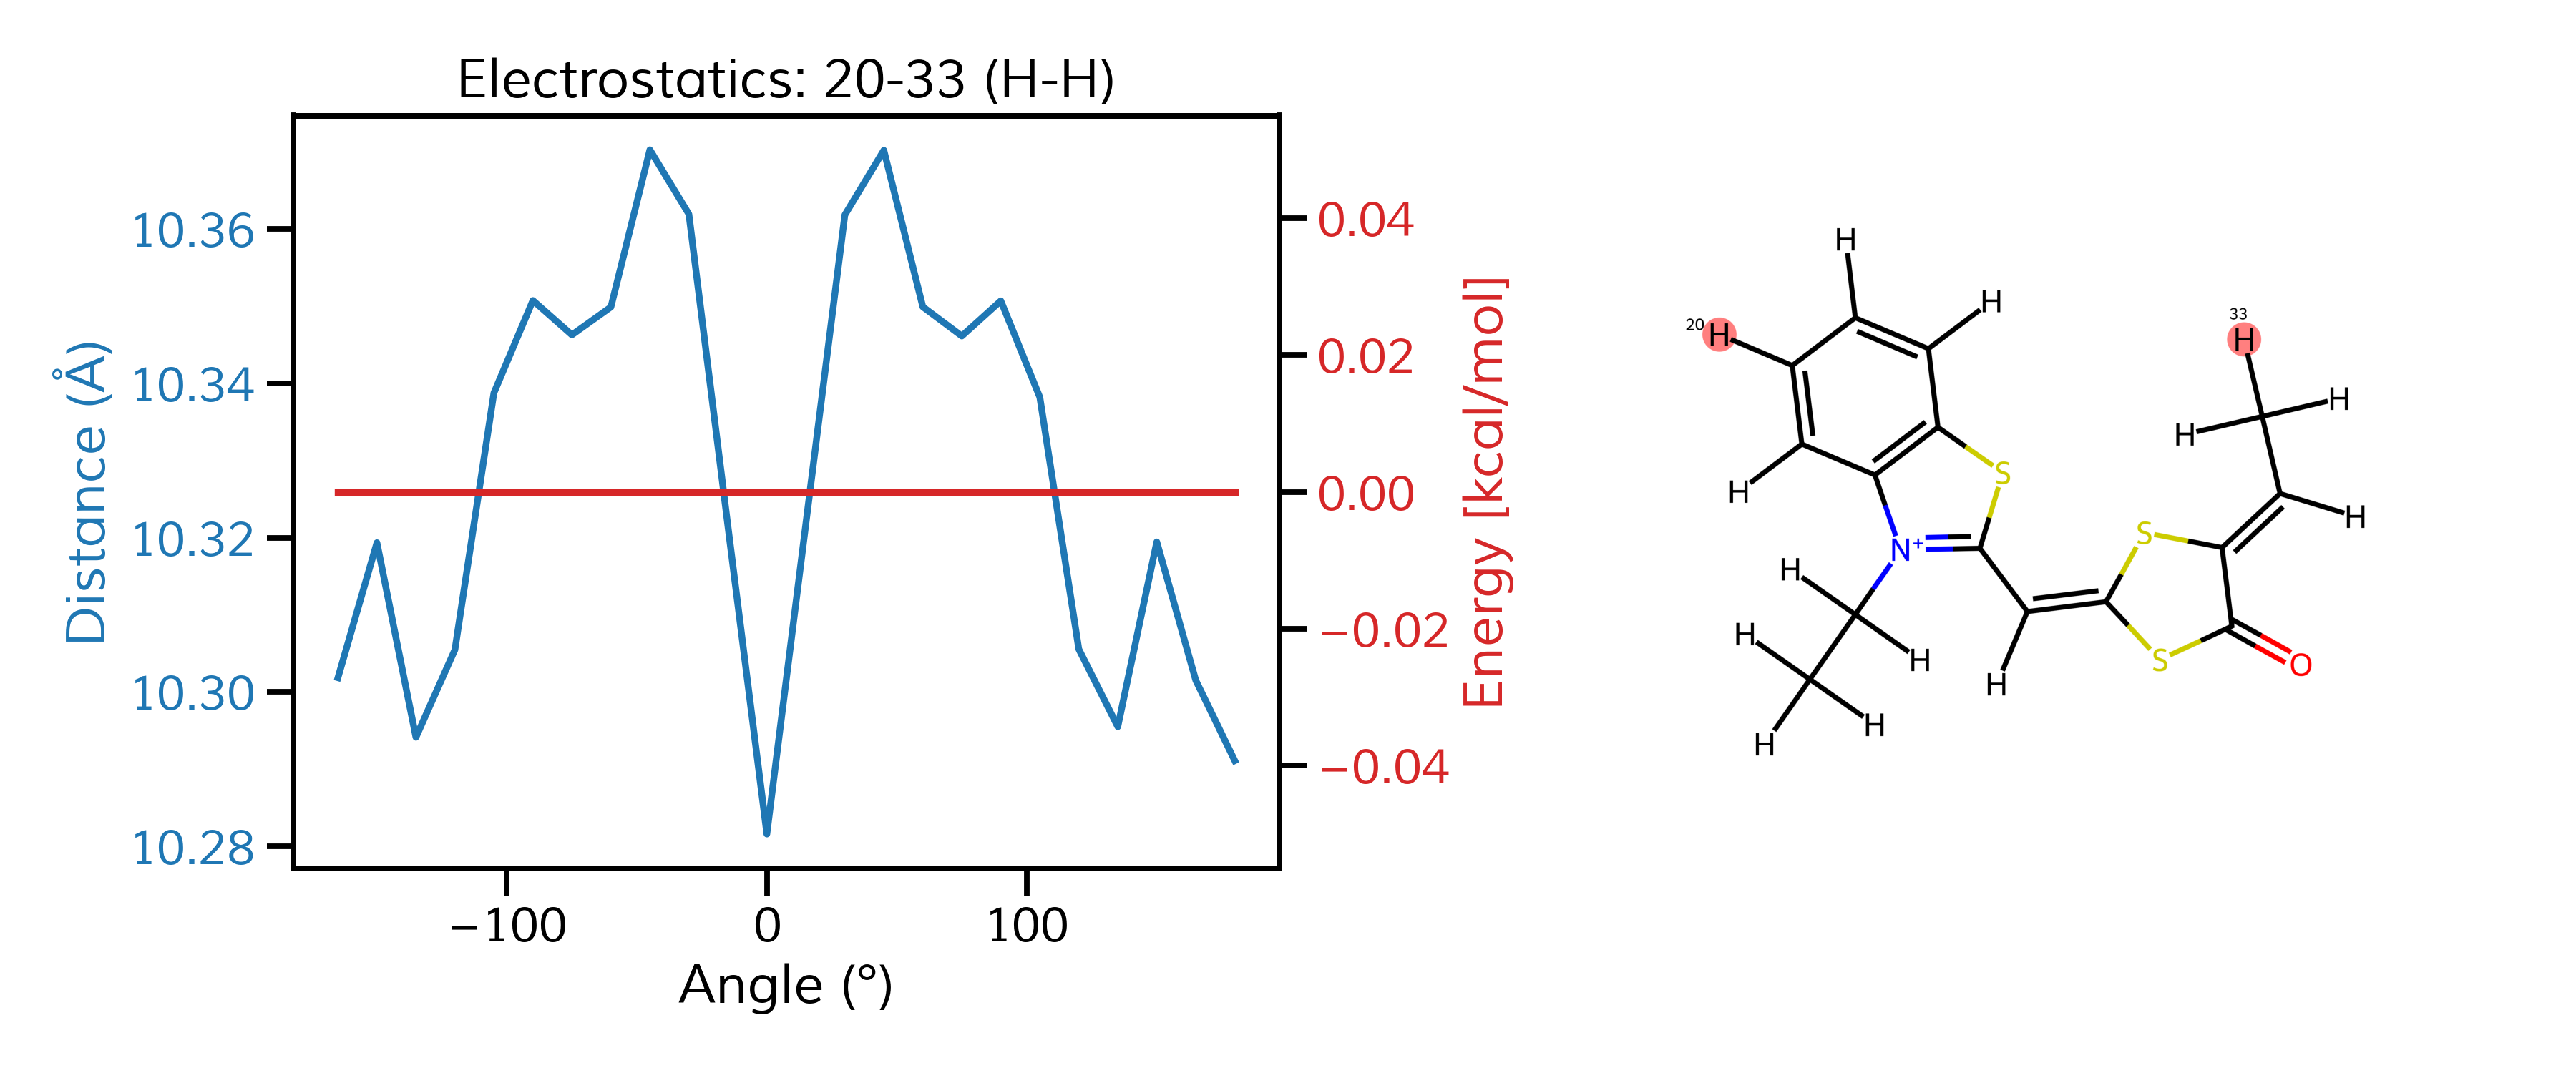 Electrostatics: 20-33 (H-H)
Distance (Å)
10.36
10.34
10.32
10.30
10.28
0.04
0.02
0.00
−0.02
−0.04
Energy [kcal/mol]
−100
0
100
Angle (°)
H
H
20
H
33
H
H
H
H
S
H
S
N+
H
H
H
S
O
H
H
H
H